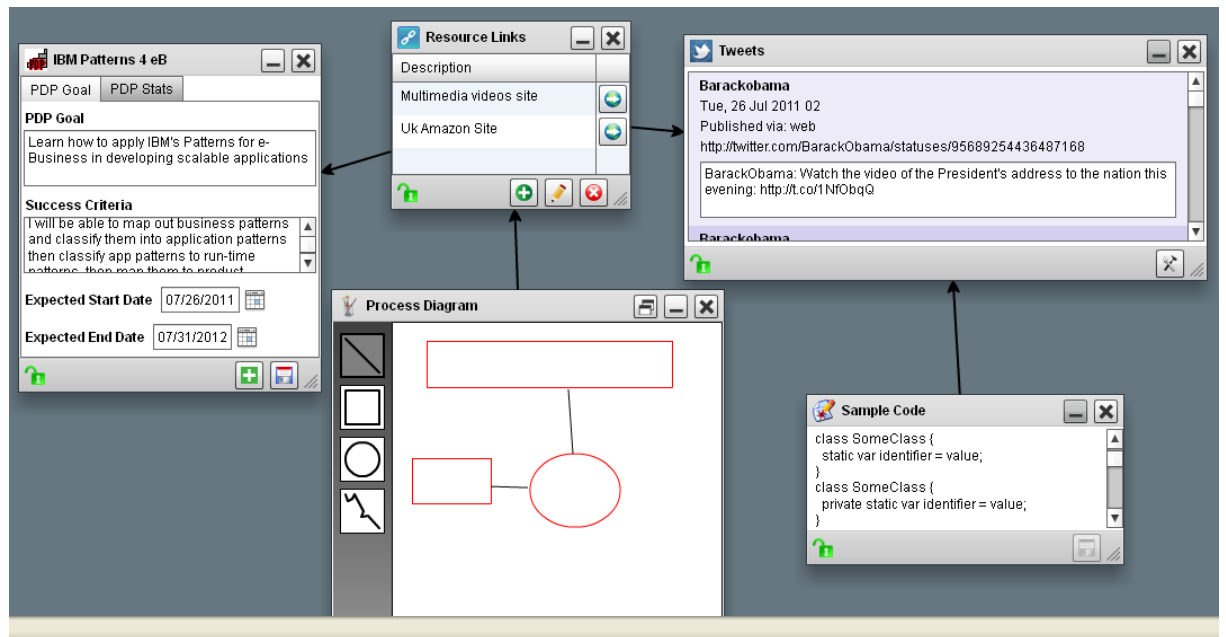 IBM Patterns 4 eB
PDP Goal
PDP Stats
PDP Goal
Learn how to apply IBM's Patterns for e-
Business in developing scalable applications
Success Criteria
I will be able to map out business patterns
and classify them into application patterns
then classify app patterns to run-time
patterns, then map them to product
Expected Start Date 07/26/2011
Expected End Date 07/31/2012
Resource Links
Description
Multimedia videos site
Uk Amazon Site
Process Diagram
Tweets
Barackobama
Tue, 26 Jul 2011 02
Published via: web
http://twitter.com/BarackObama/statuses/95689254436487168
BarackObama: Watch the video of the President's address to the nation this
evening: http://t.co/1NfObqQ
Barackobama
Sample Code
class SomeClass {
static var identifier = value;
}
class SomeClass {
private static var identifier = value;
}